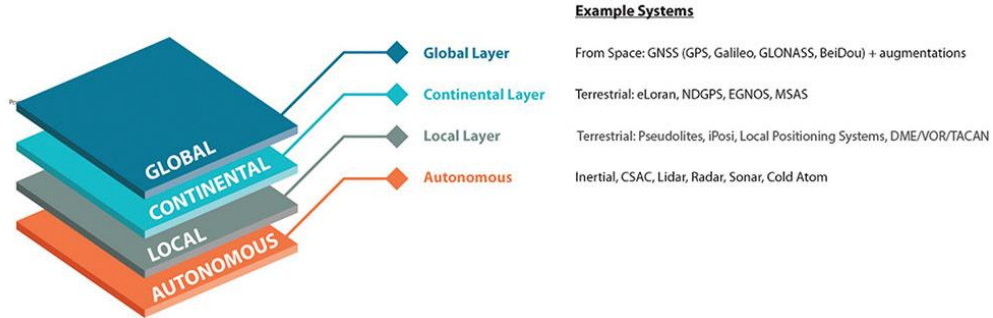 Example Systems
Global Layer
From Space: GNSS (GPS, Galileo, GLONASS, BeiDou) + augmentations
Continental Layer
Terrestrial: eLoran, NDGPS, EGNOS, MSAS
Local Layer
Terrestrial: Pseudolites, iPosi, Local Positioning Systems, DME/VOR/TACAN
Autonomous
Inertial, CSAC, Lidar, Radar, Sonar, Cold Atom
GLOBAL
CONTINENTAL
LOCAL
AUTONOMOUS